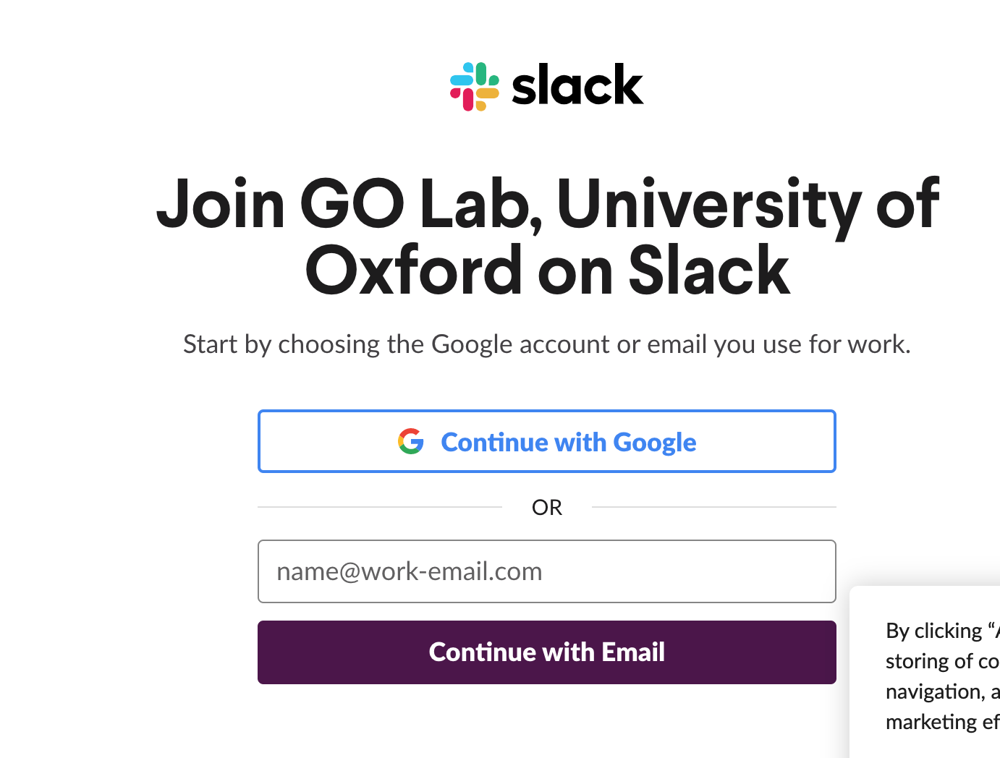 slack
Join GO Lab, University of
Oxford on Slack
Start by choosing the Google account or email you use for work.
Continue with Google
OR
name@work-email.com
Continue with Email
By clicking “A
storing of co
navigation, a
marketing ef